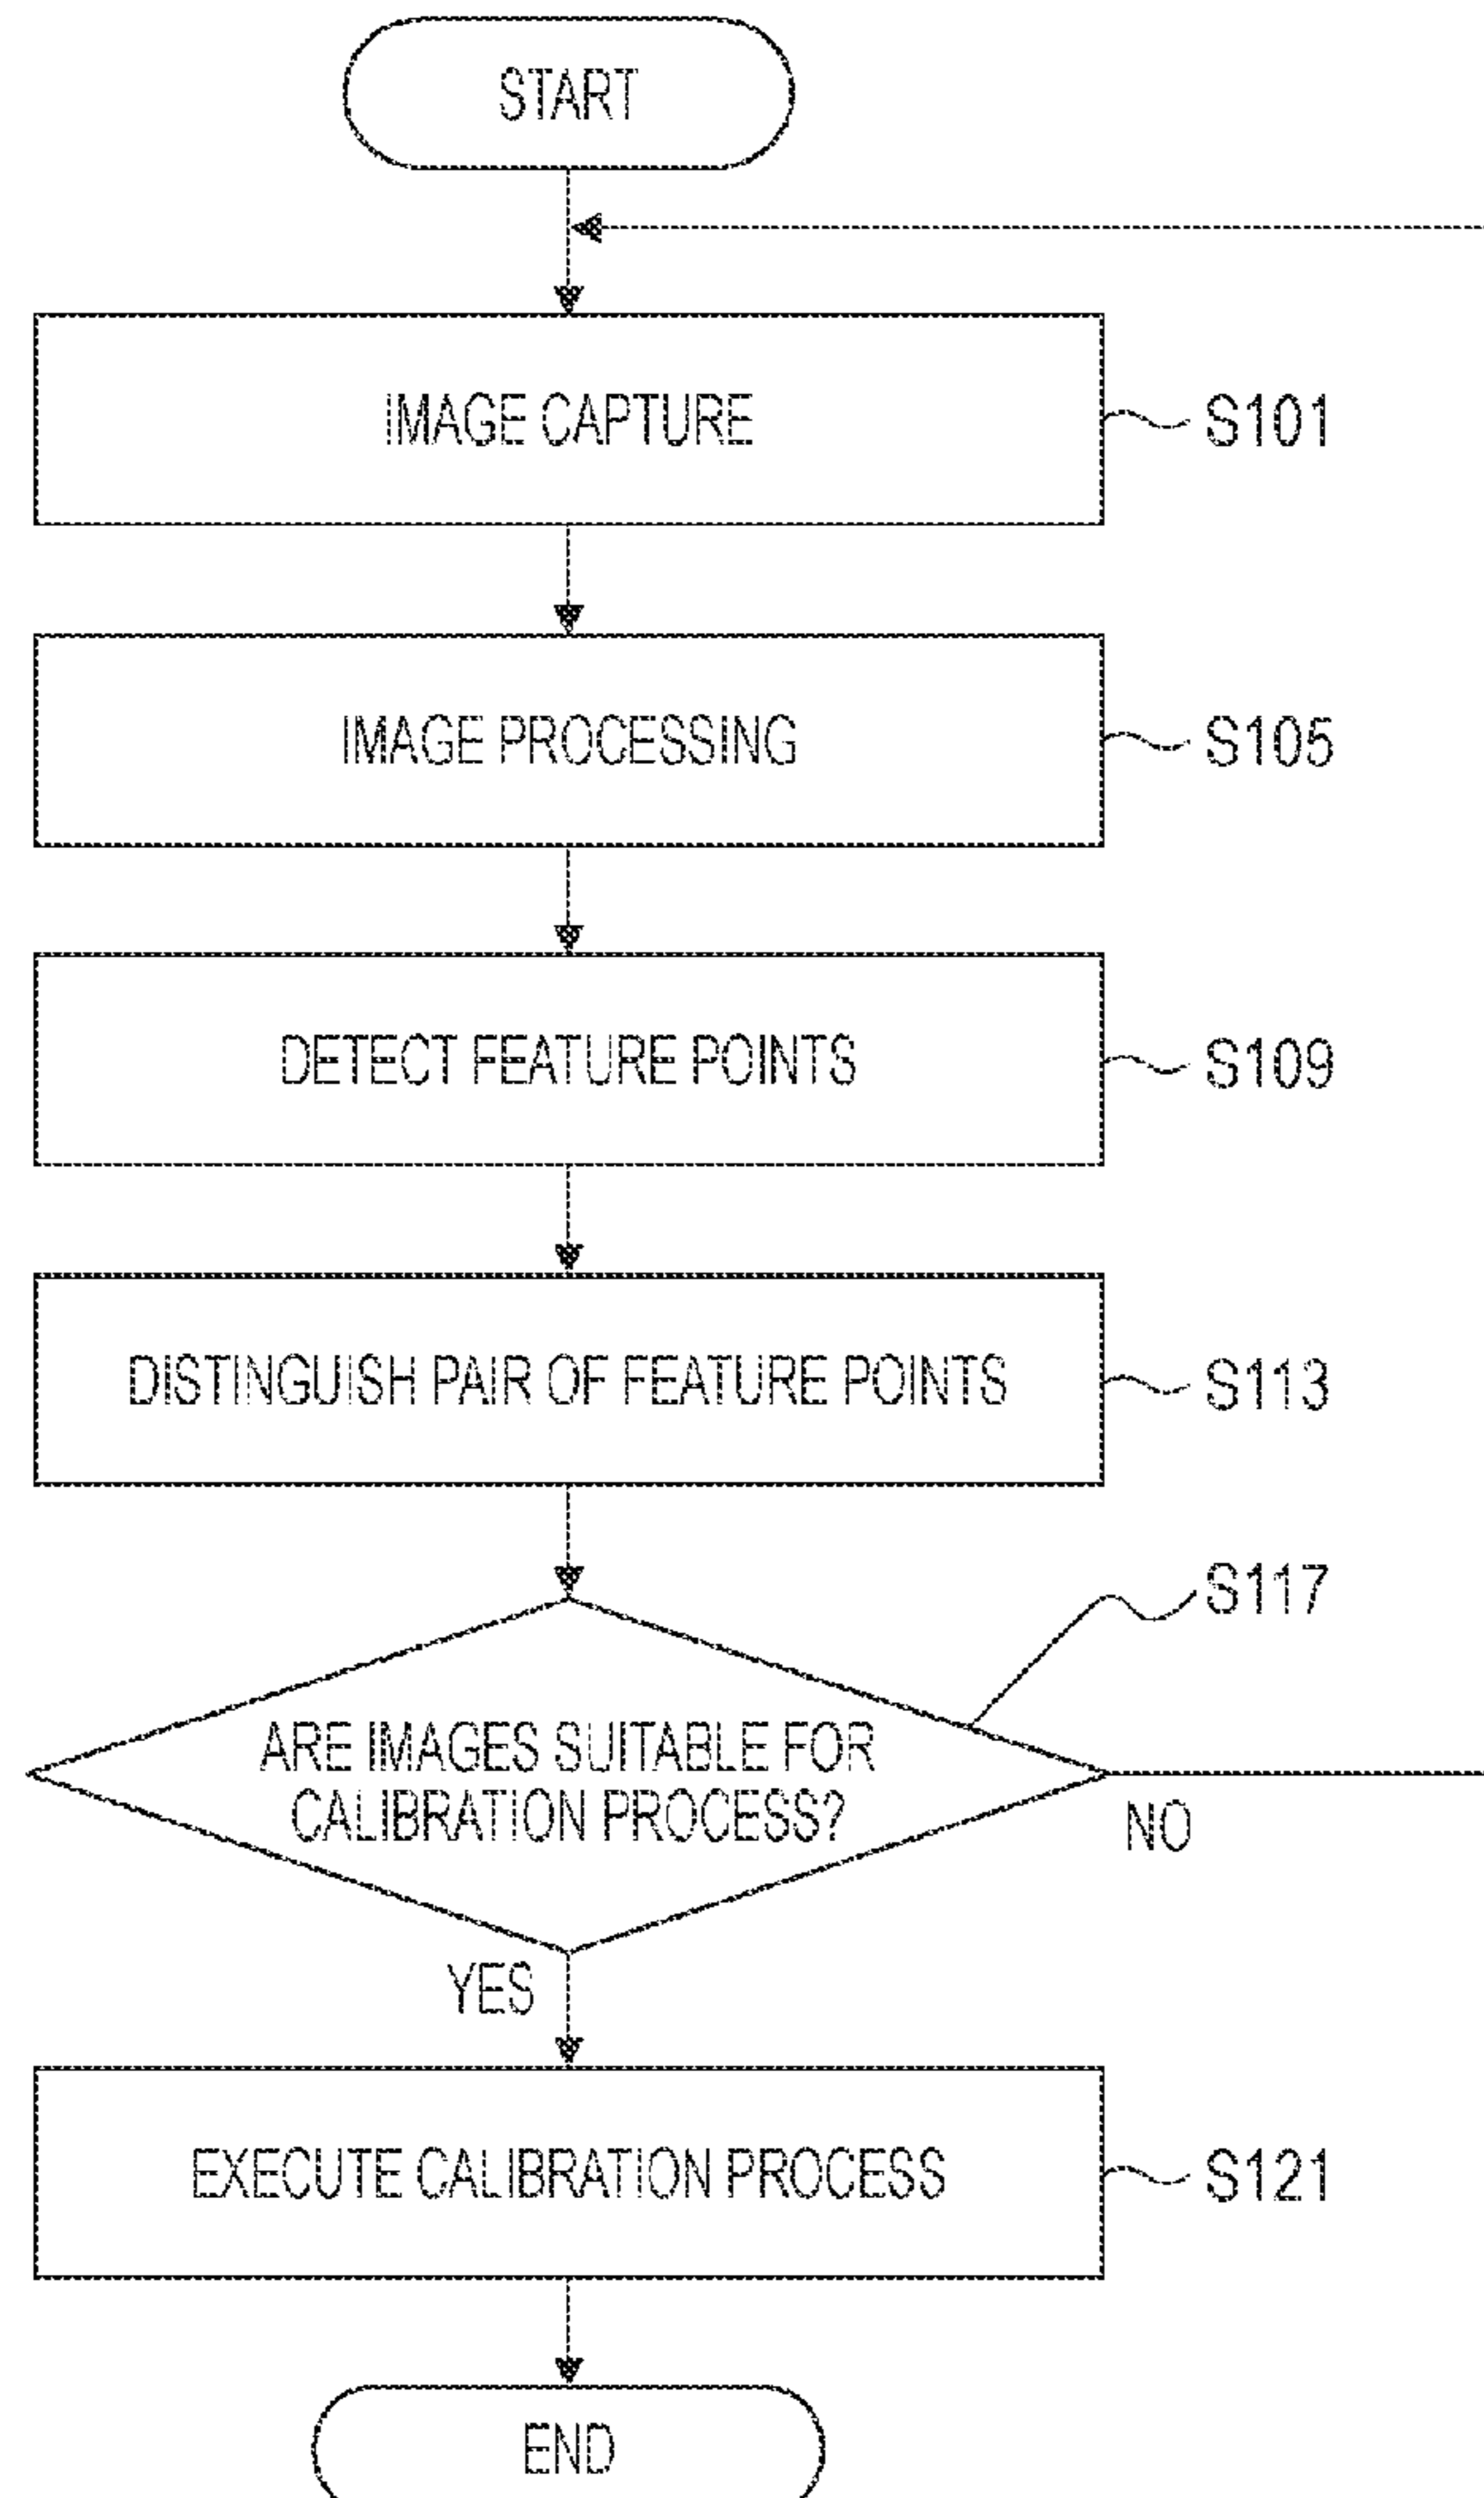 START
IMAGE CAPTURE
S101
IMAGE PROCESSING
S105
DETECT FEATURE POINTS
S109
DISTINGUISH PAIR OF FEATURE POINTS
S113
S117
ARE IMAGES SUITABLE FOR
CALIBRATION PROCESS?
NO
YES
EXECUTE CALIBRATION PROCESS
S121
END